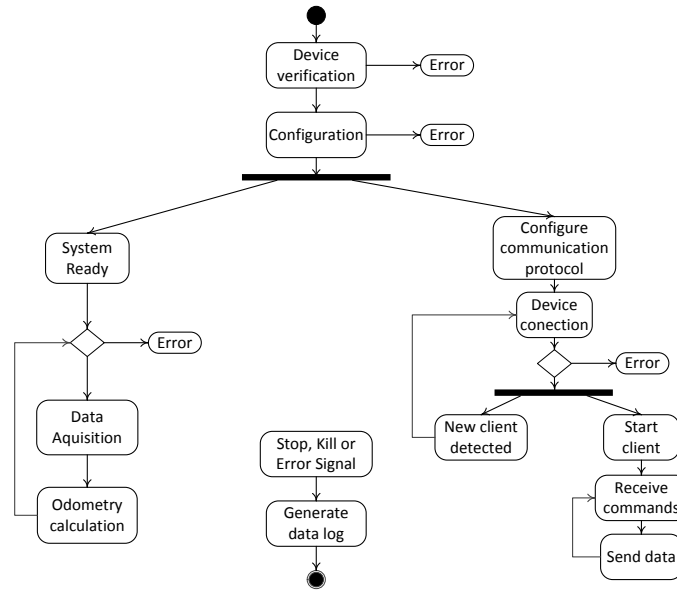 Device
verification
Error
Configuration
Error
System
Ready
Error
Data
Aquisition
Odometry
calculation
Stop, Kill or
Error Signal
Generate
data log
Configure
communication
protocol
Device
conection
Error
New client
detected
Start
client
Receive
commands
Send data